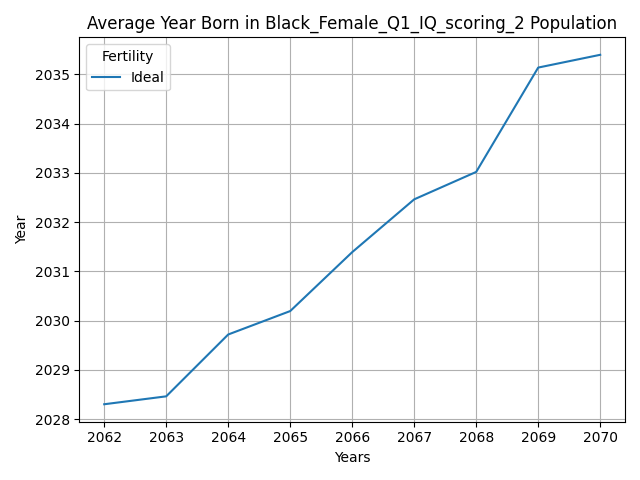 Average Year Born in Black_Female_Q1_IQ_scoring_2 Population
Fertility
Ideal
2035
2034
2033
2032
2031
2030
2029
2028
Year
2062 2063 2064 2065 2066 2067 2068 2069 2070
Years